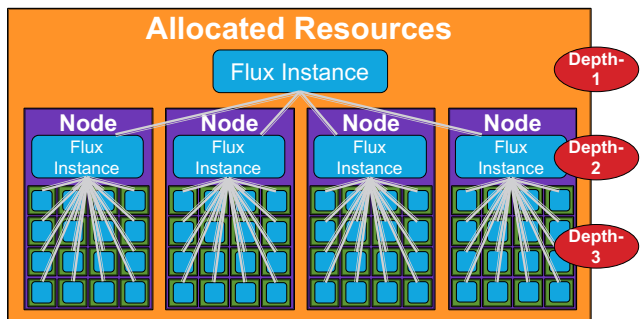 Allocated Resources
Flux Instance
Depth-
1
Node
Node
Node
Node
Flux
Instance
Flux
Instance
Flux
Instance
Flux
Instance
Depth-
2
Depth-
3